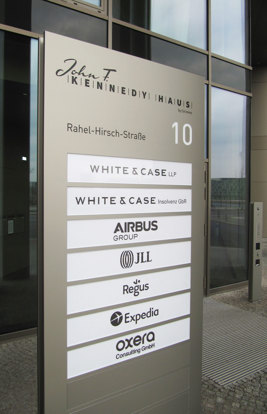 John F.
KENNEDY HAUS
Rahel-Hirsch-Straße
10
WHITE & CASE LLP
WHITE & CASE Insolvenz GbR
AIRBUS
GROUP
JLL
Regus
Expedia
oxera
Consulting GmbH